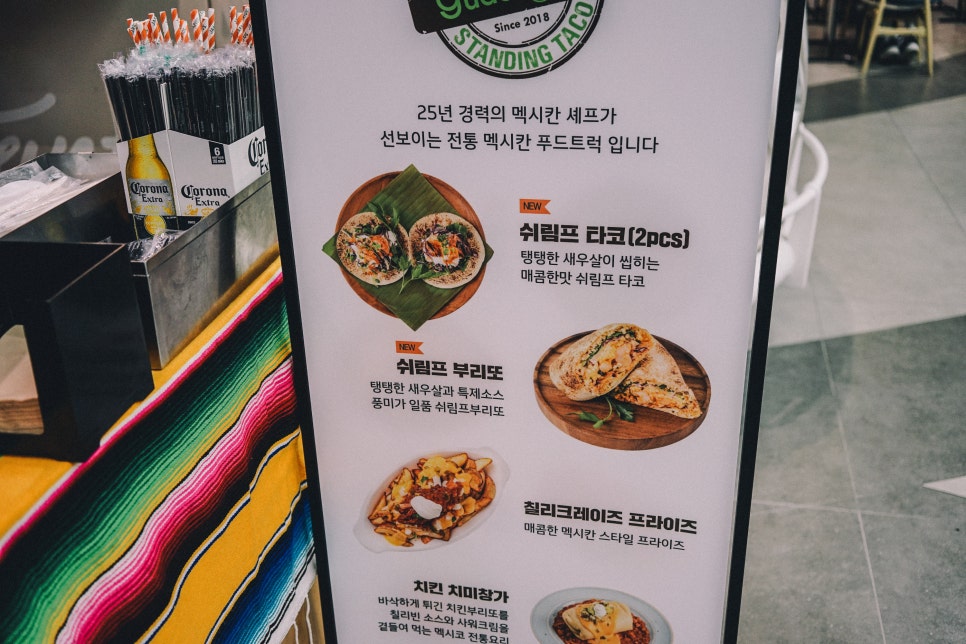 Since 2018
STANDING TACO
25년 경력의 멕시칸 셰프가
선보이는 전통 멕시칸 푸드트럭 입니다
NEW
쉬림프 타코(2pcs)
탱탱한 새우살이 씹히는
매콤한맛 쉬림프 타코
NEW
쉬림프 부리또
탱탱한 새우살과 특제소스
풍미가 일품 쉬림프부리또
칠리크레이즈 프라이즈
매콤한 멕시칸 스타일 프라이즈
치킨 치미창가
바삭하게 튀긴 치킨부리또를
칠리빈 소스와 사워크림을
곁들여 먹는 멕시코 전통요리
Corona
Extra
Corona
Extra
6